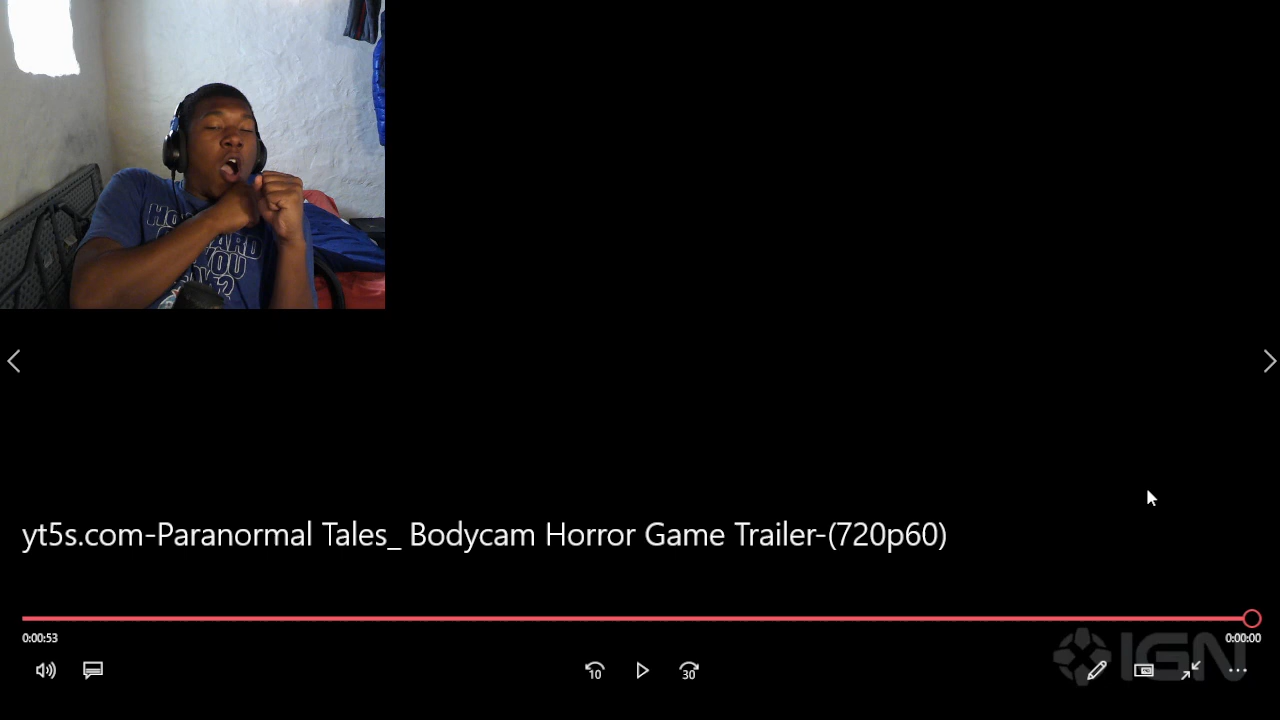 yt5s.com-Paranormal Tales_ Bodycam Horror Game Trailer-(720p60)
0:00:53
0:00:00
10
30
IGN